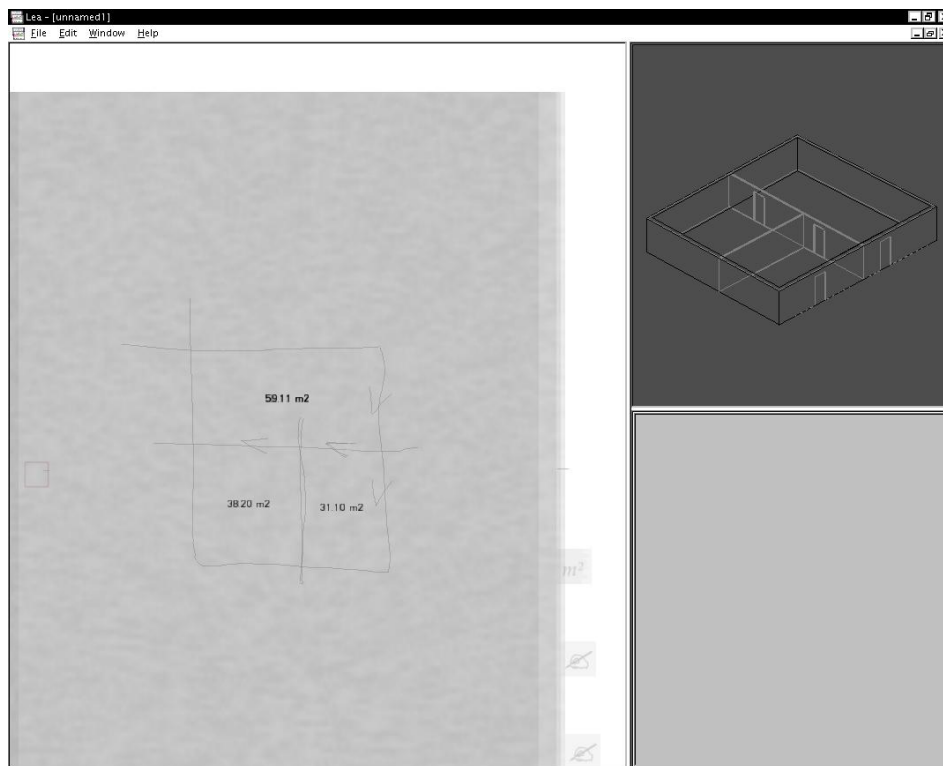 Lea - [unnamed1]
File Edit Window Help
59.11 m2
38.20 m2
31.10 m2
m²